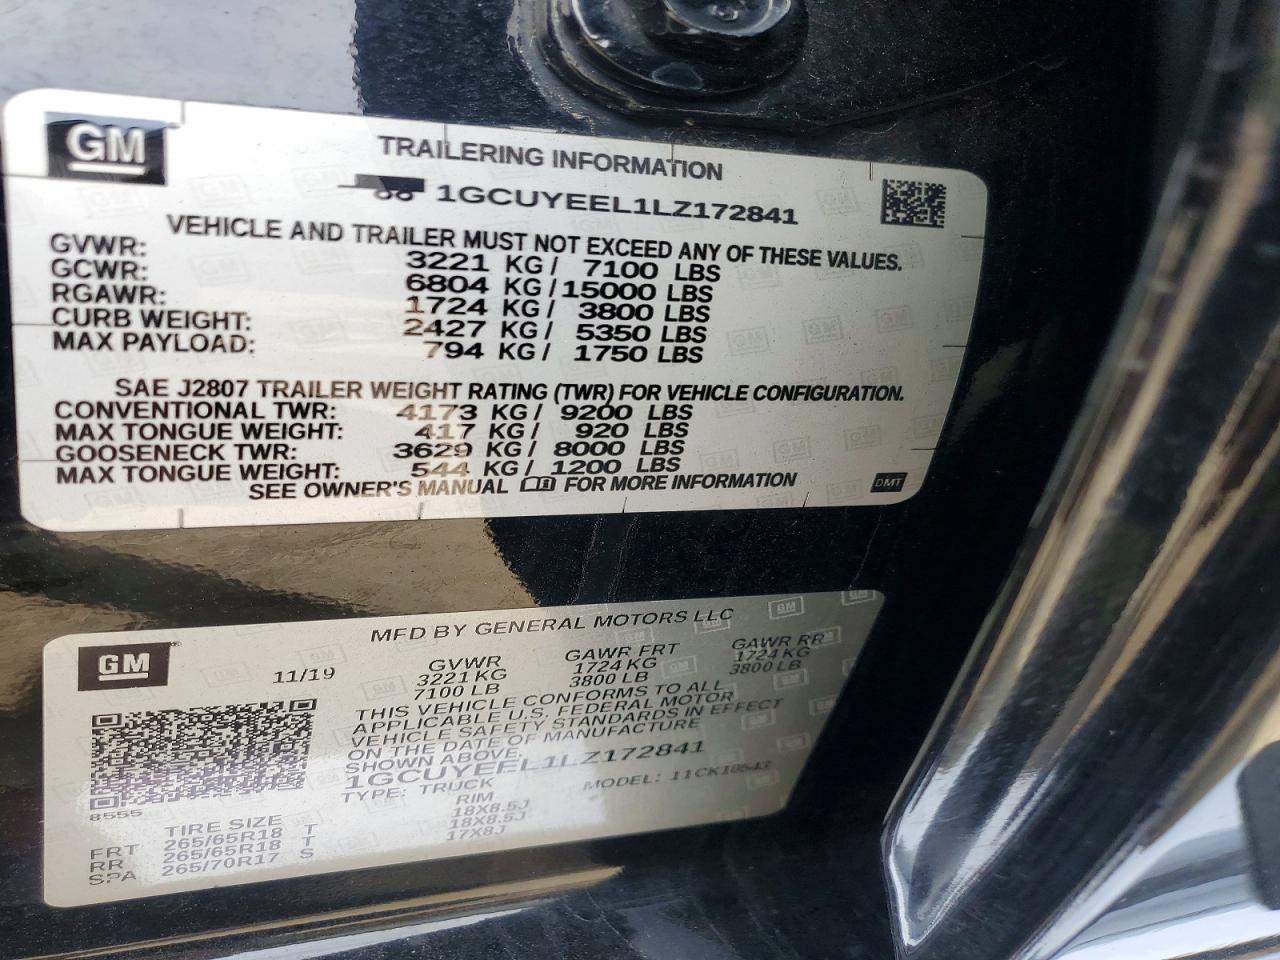 GM
TRAILERING INFORMATION
1GCUYEEL1LZ172841
VEHICLE AND TRAILER MUST NOT EXCEED ANY OF THESE VALUES.
GVWR: 3221 KG/ 7100 LBS
GCWR: 6804 KG/15000 LBS
RGAWR: 1724 KG/ 3800 LBS
CURB WEIGHT: 2427 KG/ 5350 LBS
MAX PAYLOAD: 794 KG/ 1750 LBS
SAE J2807 TRAILER WEIGHT RATING (TWR) FOR VEHICLE CONFIGURATION.
CONVENTIONAL TWR: 4173 KG/ 9200 LBS
MAX TONGUE WEIGHT: 417 KG/ 920 LBS
GOOSENECK TWR: 3629 KG/ 8000 LBS
MAX TONGUE WEIGHT: 544 KG/ 1200 LBS
SEE OWNER'S MANUAL FOR MORE INFORMATION
DMT
GM
MFD BY GENERAL MOTORS LLC
11/19 GVWR GAWR FRT GAWR RR
3221 KG 1724 KG 1724 KG
7100 LB 3800 LB 3800 LB
THIS VEHICLE CONFORMS TO ALL
APPLICABLE U.S. FEDERAL MOTOR
VEHICLE SAFETY STANDARDS IN EFFECT
ON THE DATE OF MANUFACTURE
SHOWN ABOVE.
1GCUYEEL1LZ172841
TYPE: TRUCK MODEL: 11CK10543
8555
TIRE SIZE RIM
FRT 265/65R18 T 18X8.5J
RR 265/65R18 T 18X8.5J
SPA 265/70R17 S 17X8J